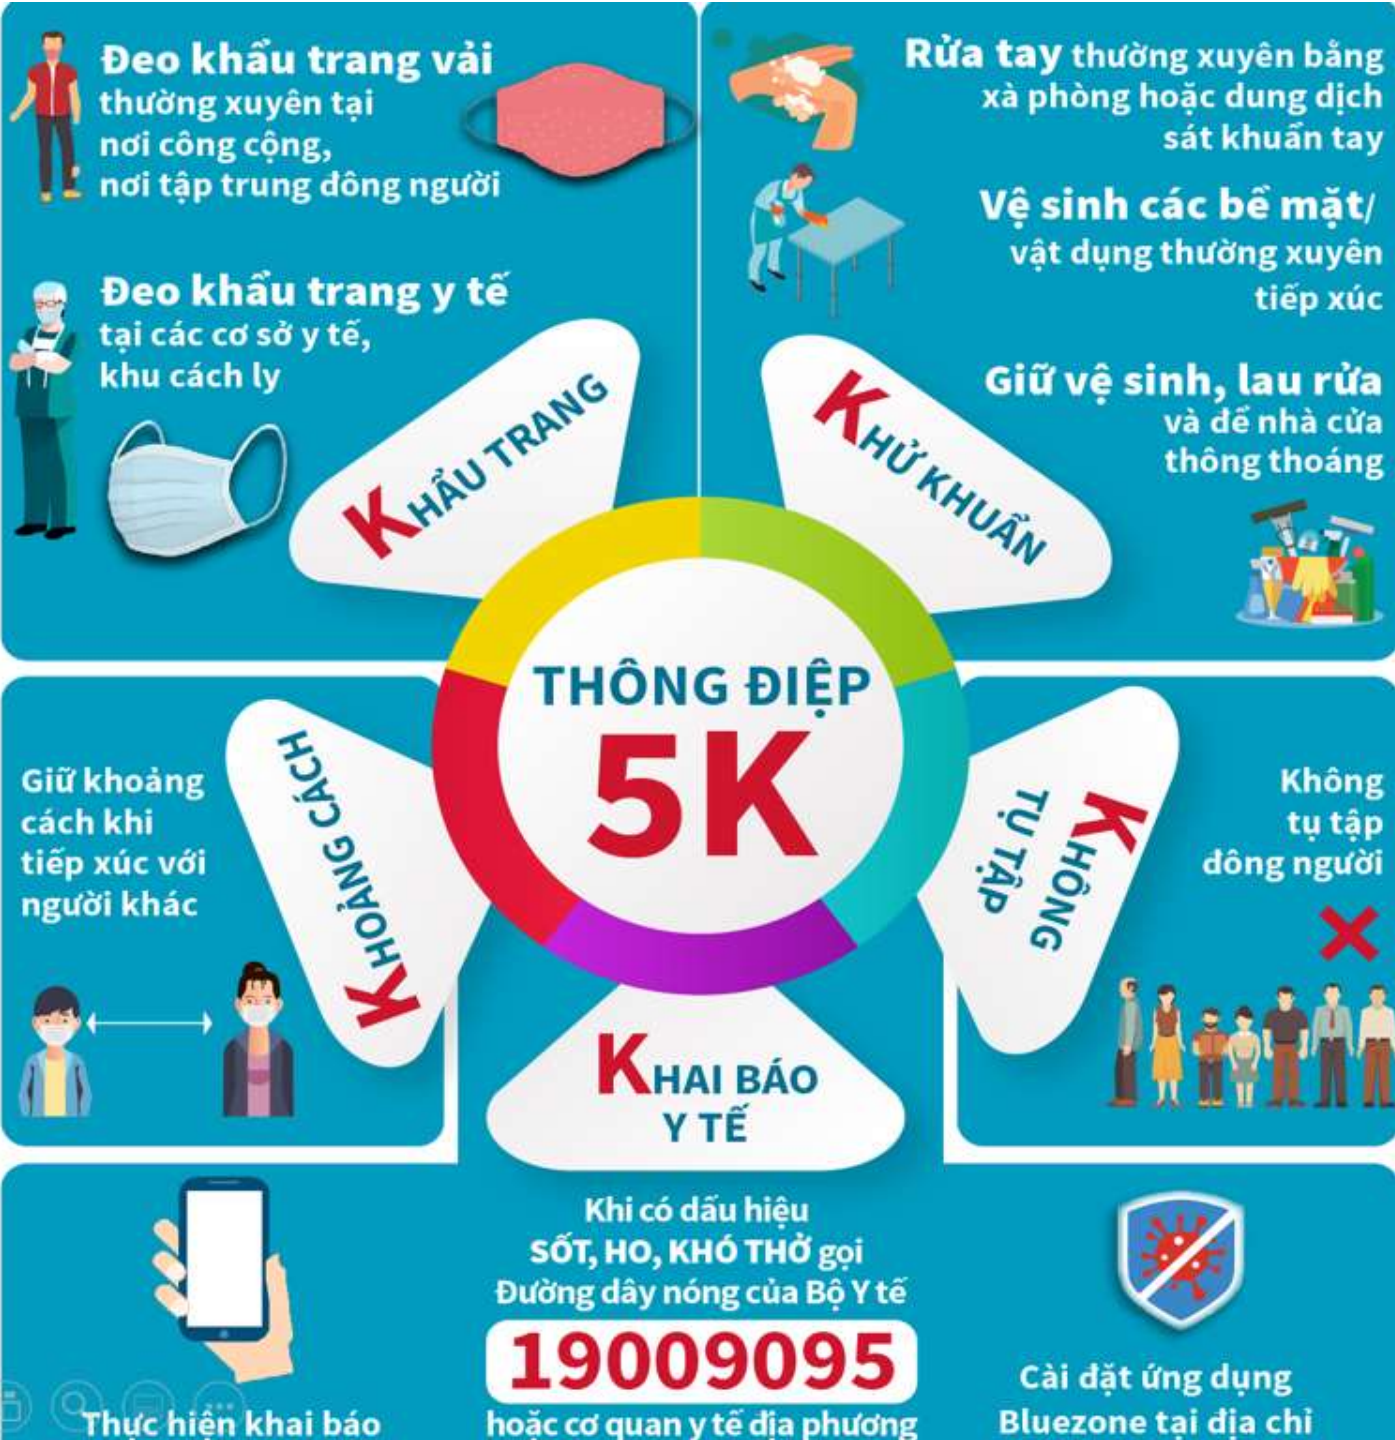 Đeo khẩu trang vải
thường xuyên tại
nơi công cộng,
nơi tập trung đông người
Đeo khẩu trang y tế
tại các cơ sở y tế,
khu cách ly
KHẨU TRANG
Rửa tay thường xuyên bằng
xà phòng hoặc dung dịch
sát khuẩn tay
Vệ sinh các bề mặt/
vật dụng thường xuyên
tiếp xúc
Giữ vệ sinh, lau rửa
và để nhà cửa
thông thoáng
KHỬ KHUẨN
THÔNG ĐIỆP
5K
Giữ khoảng
cách khi
tiếp xúc với
người khác
KHOẢNG CÁCH
KHÔNG
TỤ TẬP
Không
tụ tập
đông người
KHAI BÁO
Y TẾ
Thực hiện khai báo
Khi có dấu hiệu
SỐT, HO, KHÓ THỞ gọi
Đường dây nóng của Bộ Y tế
19009095
hoặc cơ quan y tế địa phương
Cài đặt ứng dụng
Bluezone tại địa chỉ